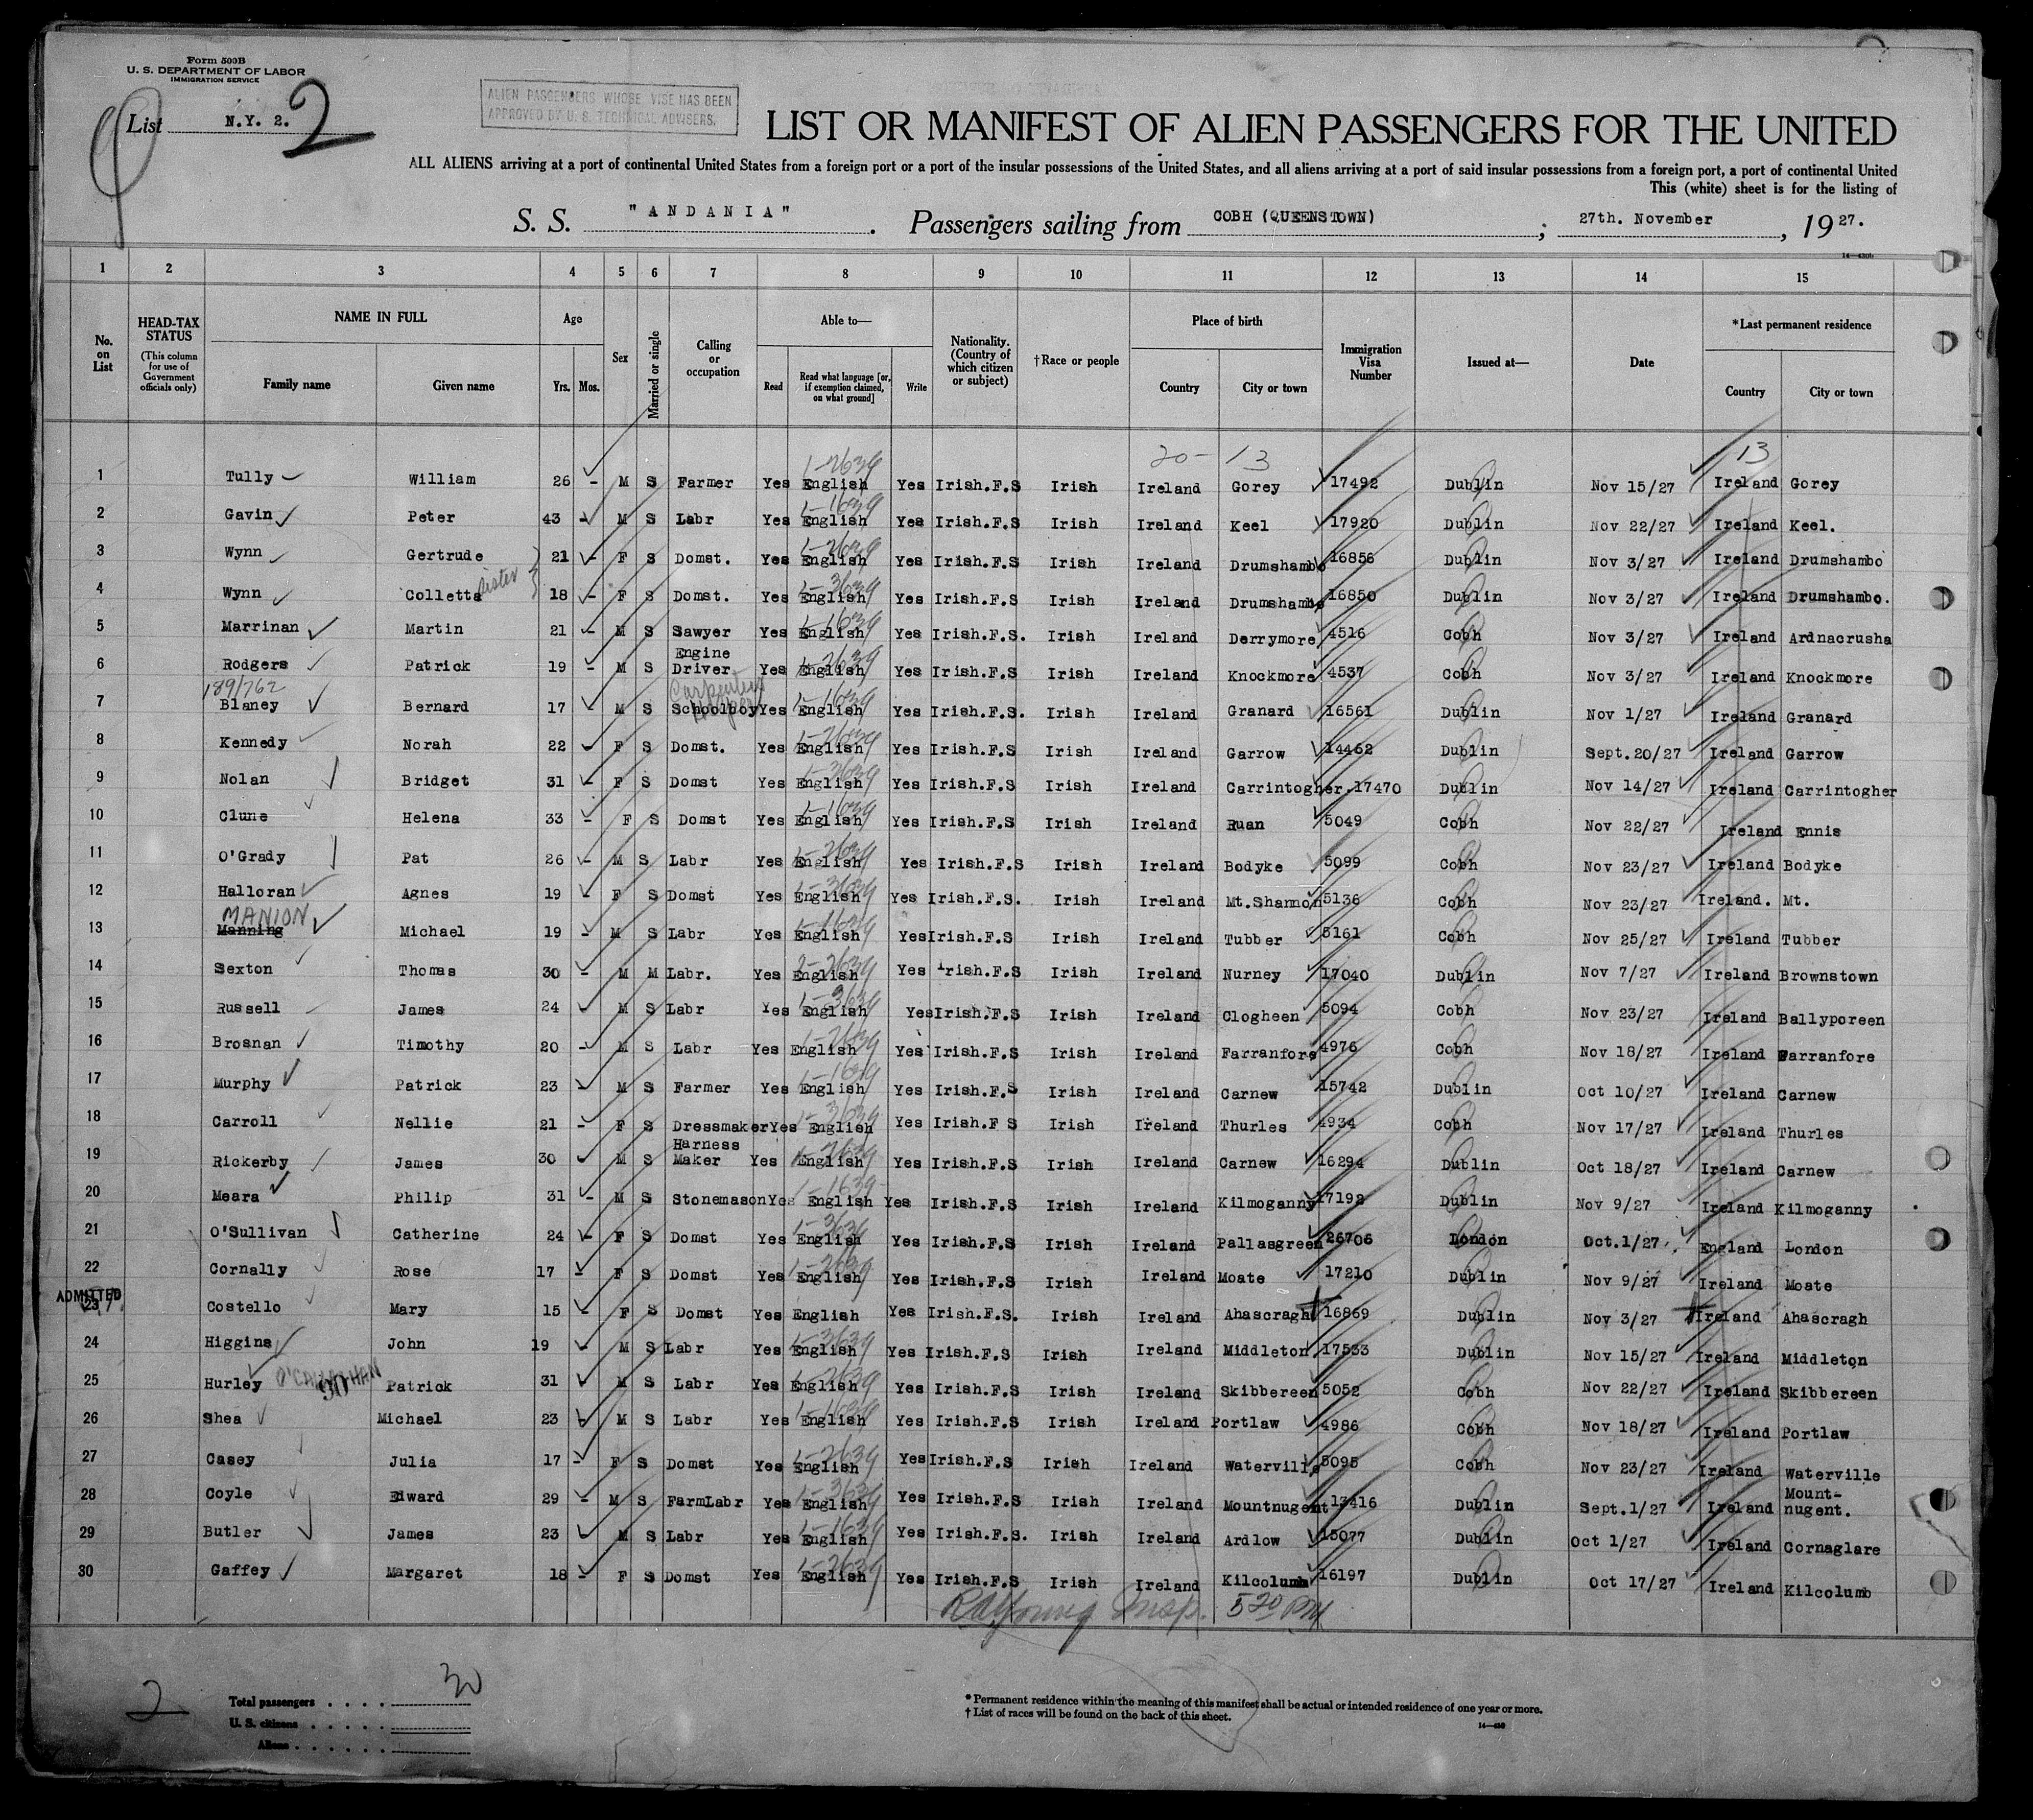 Form 500B
U. S. DEPARTMENT OF LABOR
IMMIGRATION SERVICE
List N.Y. 2. 2
ALIEN PASSENGERS WHOSE VISE HAS BEEN
APPROVED BY U. S. TECHNICAL ADVISERS.
LIST OR MANIFEST OF ALIEN PASSENGERS FOR THE UNITED
ALL ALIENS arriving at a port of continental United States from a foreign port or a port of the insular possessions of the United States, and all aliens arriving at a port of said insular possessions from a foreign port, a port of continental United
This (white) sheet is for the listing of
S. S. "ANDANIA". Passengers sailing from COBH (QUEENSTOWN) ; 27th. November , 19 27.
1 2 3 4 5 6 7 8 9 10 11 12 13 14 15
No. on List
HEAD-TAX STATUS (This column for use of Government officials only)
NAME IN FULL
Family name Given name
Age
Yrs. Mos.
Sex
Married or single
Calling or occupation
Able to—
Read Read what language [or, if exemption claimed, on what ground] Write
Nationality. (Country of which citizen or subject)
†Race or people
Place of birth
Country City or town
Immigration Visa Number
Issued at—
Date
*Last permanent residence
Country City or town
20- 13 13
1 Tully William 26 - M S Farmer Yes English Yes Irish.F.S Irish Ireland Gorey 17492 Dublin Nov 15/27 Ireland Gorey
2 Gavin Peter 43 - M S Labr Yes English Yes Irish.F.S Irish Ireland Keel 17920 Dublin Nov 22/27 Ireland Keel.
3 Wynn Gertrude 21 - F S Domst. Yes English Yes Irish.F.S Irish Ireland Drumshambo 16856 Dublin Nov 3/27 Ireland Drumshambo
4 Wynn Colletta sister 18 - F S Domst. Yes English Yes Irish.F.S Irish Ireland Drumshambo 16850 Dublin Nov 3/27 Ireland Drumshambo.
5 Marrinan Martin 21 - M S Sawyer Yes English Yes Irish.F.S. Irish Ireland Derrymore 4516 Cobh Nov 3/27 Ireland Ardnacrusha
6 Rodgers Patrick 19 - M S Engine Driver Yes English Yes Irish.F.S Irish Ireland Knockmore 4537 Cobh Nov 3/27 Ireland Knockmore
189/762
7 Blaney Bernard 17 - M S Schoolboy Yes English Yes Irish.F.S. Irish Ireland Granard 16561 Dublin Nov 1/27 Ireland Granard
8 Kennedy Norah 22 - F S Domst. Yes English Yes Irish.F.S Irish Ireland Garrow 14462 Dublin Sept.20/27 Ireland Garrow
9 Nolan Bridget 31 - F S Domst Yes English Yes Irish.F.S Irish Ireland Carrintogher. 17470 Dublin Nov 14/27 Ireland Carrintogher
10 Clune Helena 33 - F S Domst Yes English Yes Irish.F.S Irish Ireland Ruan 5049 Cobh Nov 22/27 Ireland Ennis
11 O'Grady Pat 26 - M S Labr Yes English Yes Irish.F.S Irish Ireland Bodyke 5099 Cobh Nov 23/27 Ireland Bodyke
12 Halloran Agnes 19 - F S Domst Yes English Yes Irish.F.S. Irish Ireland Mt.Shannon 5136 Cobh Nov 23/27 Ireland. Mt.
MANION
13 Manning Michael 19 - M S Labr Yes English Yes Irish.F.S Irish Ireland Tubber 5161 Cobh Nov 25/27 Ireland Tubber
14 Sexton Thomas 30 - M M Labr. Yes English Yes Irish.F.S Irish Ireland Nurney 17040 Dublin Nov 7/27 Ireland Brownstown
15 Russell James 24 M S Labr Yes English Yes Irish.F.S Irish Ireland Clogheen 5094 Cobh Nov 23/27 Ireland Ballyporeen
16 Brosnan Timothy 20 - M S Labr Yes English Yes Irish.F.S Irish Ireland Farranfore 4976 Cobh Nov 18/27 Ireland Farranfore
17 Murphy Patrick 23 - M S Farmer Yes English Yes Irish.F.S Irish Ireland Carnew 15742 Dublin Oct 10/27 Ireland Carnew
18 Carroll Nellie 21 - F S Dressmaker Yes English Yes Irish.F S Irish Ireland Thurles 4934 Cobh Nov 17/27 Ireland Thurles
19 Rickerby James 30 - M S Harness Maker Yes English Yes Irish.F.S Irish Ireland Carnew 16294 Dublin Oct 18/27 Ireland Carnew
20 Meara Philip 31 - M S Stonemason Yes English Yes Irish.F.S Irish Ireland Kilmoganny 17192 Dublin Nov 9/27 Ireland Kilmoganny
21 O'Sullivan Catherine 24 - F S Domst Yes English Yes Irish.F.S Irish Ireland Pallasgreen 26706 London Oct.1/27 England London
22 Cornally Rose 17 - F S Domst Yes English Yes Irish.F.S Irish Ireland Moate 17210 Dublin Nov 9/27 Ireland Moate
ADMITTED
23 Costello Mary 15 - F S Domst Yes English Yes Irish.F.S. Irish Ireland Ahascragh 16869 Dublin Nov 3/27 Ireland Ahascragh
24 Higgins John 19 - M S Labr Yes English Yes Irish.F.S Irish Ireland Middleton 17533 Dublin Nov 15/27 Ireland Middleton
25 Hurley Patrick 31 M S Labr Yes English Yes Irish.F.S Irish Ireland Skibbereen 5052 Cobh Nov 22/27 Ireland Skibbereen
26 Shea Michael 23 - M S Labr Yes English Yes Irish.F.S Irish Ireland Portlaw 4986 Cobh Nov 18/27 Ireland Portlaw
27 Casey Julia 17 - F S Domst Yes English Yes Irish.F.S Irish Ireland Waterville 5095 Cobh Nov 23/27 Ireland Waterville
28 Coyle Edward 29 - M S FarmLabr Yes English Yes Irish.F.S Irish Ireland Mountnugent 13416 Dublin Sept.1/27 Ireland Mount-nugent.
29 Butler James 23 M S Labr Yes English Yes Irish.F.S. Irish Ireland Ardlow 15077 Dublin Oct 1/27 Ireland Cornaglare
30 Gaffey Margaret 18 - F S Domst Yes English Yes Irish.F.S Irish Ireland Kilcolumb 16197 Dublin Oct 17/27 Ireland Kilcolumb
Young Insp. 5 20 PM
2
Total passengers . . . . 30
U. S. citizens . . . . .
Aliens . . . . . .
* Permanent residence within the meaning of this manifest shall be actual or intended residence of one year or more.
† List of races will be found on the back of this sheet.